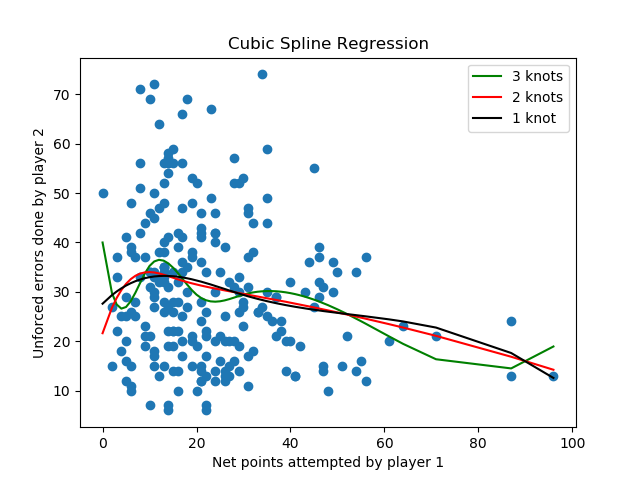 Cubic Spline Regression
3 knots
2 knots
1 knot
70
60
50
40
30
20
10
Unforced errors done by player 2
0
20
40
60
80
100
Net points attempted by player 1